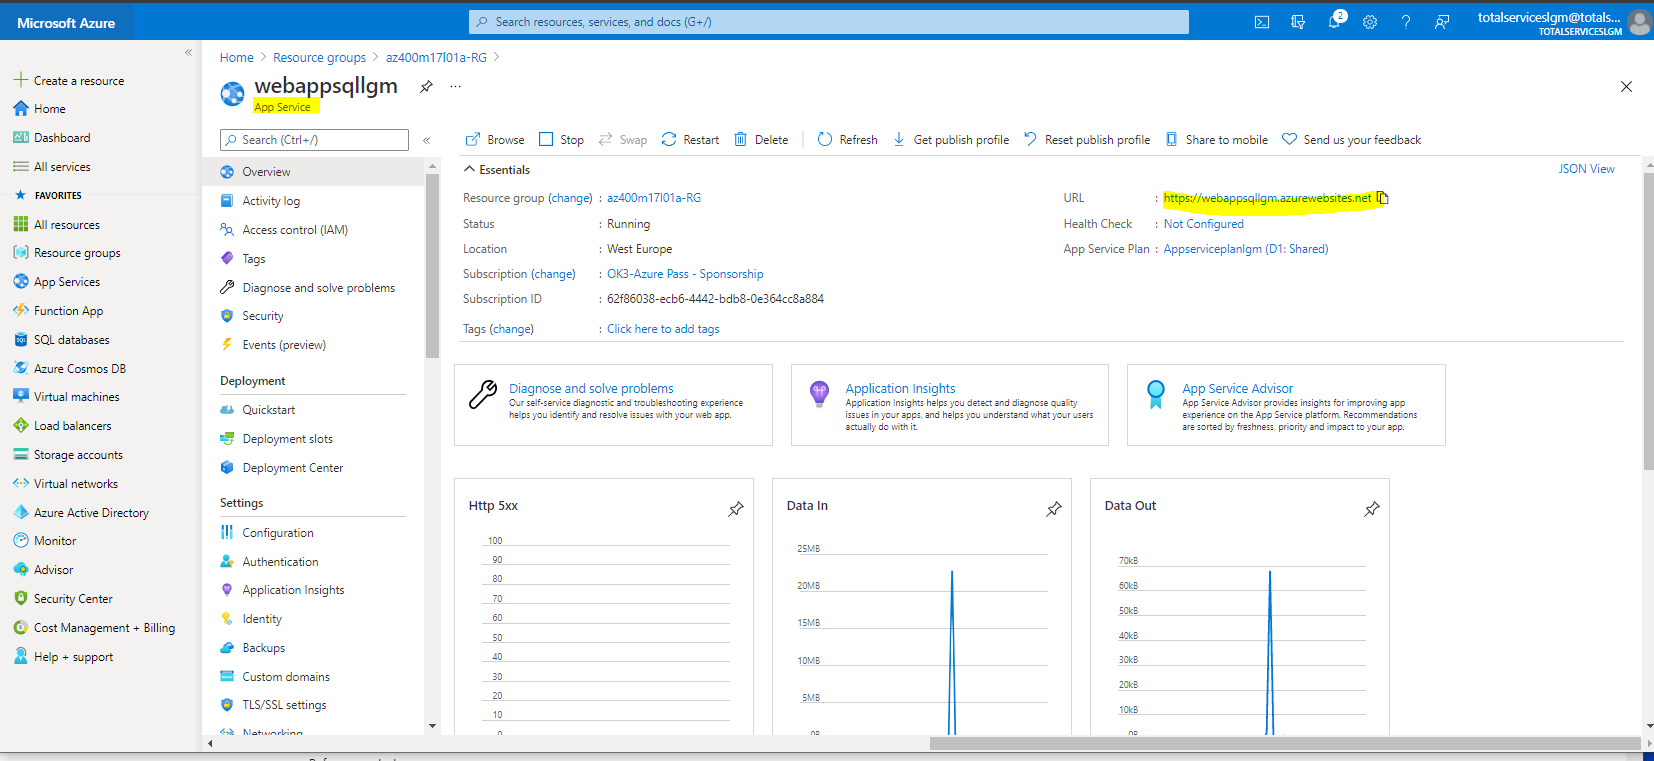 Microsoft Azure
Search resources, services, and docs (G+/)
2
totalserviceslgm@totals...
TOTALSERVICESLGM
Create a resource
Home
Dashboard
All services
FAVORITES
All resources
Resource groups
App Services
Function App
SQL databases
Azure Cosmos DB
Virtual machines
Load balancers
Storage accounts
Virtual networks
Azure Active Directory
Monitor
Advisor
Security Center
Cost Management + Billing
Help + support
Home > Resource groups > az400m17l01a-RG >
webappsqllgm
...
App Service
Search (Ctrl+/)
Overview
Activity log
Access control (IAM)
Tags
Diagnose and solve problems
Security
Events (preview)
Deployment
Quickstart
Deployment slots
Deployment Center
Settings
Configuration
Authentication
Application Insights
Identity
Backups
Custom domains
TLS/SSL settings
Networking
Browse Stop Swap Restart Delete Refresh Get publish profile Reset publish profile Share to mobile Send us your feedback
Essentials
JSON View
Resource group (change) : az400m17l01a-RG
Status : Running
Location : West Europe
Subscription (change) : OK3-Azure Pass - Sponsorship
Subscription ID : 62f86038-ecb6-4442-bdb8-0e364cc8a884
Tags (change) : Click here to add tags
URL : https://webappsqllgm.azurewebsites.net
Health Check : Not Configured
App Service Plan : Appserviceplanlgm (D1: Shared)
Diagnose and solve problems
Our self-service diagnostic and troubleshooting experience
helps you identify and resolve issues with your web app.
Application Insights
Application Insights helps you detect and diagnose quality
issues in your apps, and helps you understand what your users
actually do with it.
App Service Advisor
App Service Advisor provides insights for improving app
experience on the App Service platform. Recommendations
are sorted by freshness, priority and impact to your app.
Http 5xx
100
90
80
70
60
50
40
30
20
10
0
Data In
25MB
20MB
15MB
10MB
5MB
0B
Data Out
70kB
60kB
50kB
40kB
30kB
20kB
10kB
0B